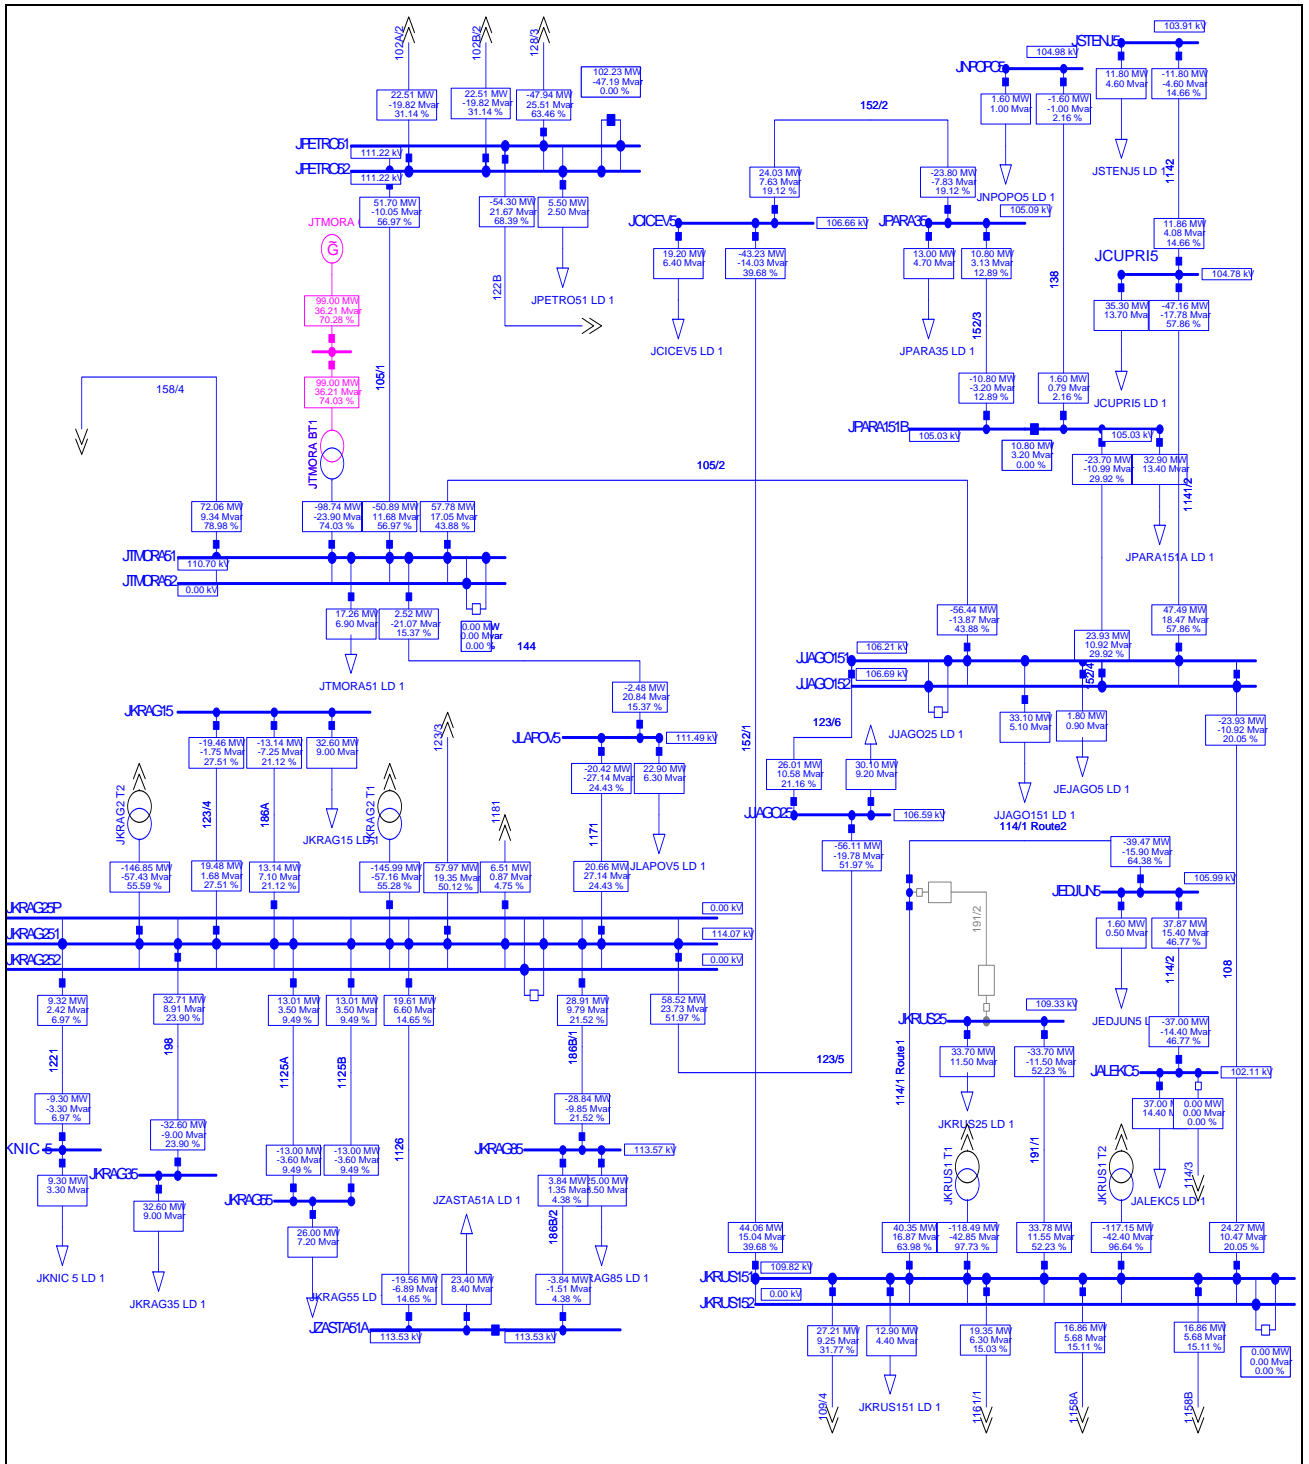 102A/2
102B/2
128/3
102.23 MW
-47.19 Mvar
0.00 %
22.51 MW
-19.82 Mvar
31.14 %
22.51 MW
-19.82 Mvar
31.14 %
-47.94 MW
25.51 Mvar
63.46 %
JPETRO51
111.22 kV
JPETRO52
111.22 kV
51.70 MW
-10.05 Mvar
56.97 %
-54.30 MW
21.67 Mvar
68.39 %
5.50 MW
2.50 Mvar
122B
JPETRO51 LD 1
JSTENJ5
103.91 kV
JNPOPO5
104.98 kV
11.80 MW
4.60 Mvar
-11.80 MW
-4.60 Mvar
14.66 %
1.60 MW
1.00 Mvar
-1.60 MW
-1.00 Mvar
2.16 %
152/2
JSTENJ5 LD 1
1142
24.03 MW
7.63 Mvar
19.12 %
-23.80 MW
-7.83 Mvar
19.12 %
JNPOPO5 LD 1
105.09 kV
JCICEV5
106.66 kV
JPARA35
11.86 MW
4.08 Mvar
14.66 %
19.20 MW
6.40 Mvar
-43.23 MW
-14.03 Mvar
39.68 %
13.00 MW
4.70 Mvar
10.80 MW
3.13 Mvar
12.89 %
138
JCUPRI5
104.78 kV
35.30 MW
13.70 Mvar
-47.16 MW
-17.78 Mvar
57.86 %
JCICEV5 LD 1
JPARA35 LD 1
152/3
JCUPRI5 LD 1
-10.80 MW
-3.20 Mvar
12.89 %
1.60 MW
0.79 Mvar
2.16 %
JPARA151B
105.03 kV
105.03 kV
10.80 MW
3.20 Mvar
0.00 %
-23.70 MW
-10.99 Mvar
29.92 %
32.90 MW
13.40 Mvar
1141/2
JPARA151A LD 1
JTMORA
G
99.00 MW
36.21 Mvar
70.28 %
99.00 MW
36.21 Mvar
74.03 %
105/1
158/4
JTMORA BT1
105/2
72.06 MW
9.34 Mvar
78.98 %
-98.74 MW
-23.90 Mvar
74.03 %
-50.89 MW
11.68 Mvar
56.97 %
57.78 MW
17.05 Mvar
43.88 %
JTMORA51
110.70 kV
JTMORA52
0.00 kV
17.26 MW
6.90 Mvar
2.52 MW
-21.07 Mvar
15.37 %
0.00 MW
0.00 Mvar
0.00 %
144
JTMORA51 LD 1
-56.44 MW
-13.87 Mvar
43.88 %
23.93 MW
10.92 Mvar
29.92 %
47.49 MW
18.47 Mvar
57.86 %
JJAGO151
106.21 kV
JJAGO152
106.69 kV
152/4
33.10 MW
5.10 Mvar
1.80 MW
0.90 Mvar
-23.93 MW
-10.92 Mvar
20.05 %
123/6
JJAGO25 LD 1
JEJAGO5 LD 1
JJAGO151 LD 1
-2.48 MW
20.84 Mvar
15.37 %
JLAPOV5
111.49 kV
-20.42 MW
-27.14 Mvar
24.43 %
22.90 MW
6.30 Mvar
1171
JLAPOV5 LD 1
152/1
26.01 MW
10.58 Mvar
21.16 %
30.10 MW
9.20 Mvar
JJAGO25
106.59 kV
-56.11 MW
-19.78 Mvar
51.97 %
JKRAG15
-19.46 MW
-1.75 Mvar
27.51 %
-13.14 MW
-7.25 Mvar
21.12 %
32.60 MW
9.00 Mvar
123/3
JKRAG2 T2
123/4
186A
JKRAG15 LD 1
JKRAG2 T1
1181
-146.85 MW
-57.43 Mvar
55.59 %
19.48 MW
1.68 Mvar
27.51 %
13.14 MW
7.10 Mvar
21.12 %
-145.99 MW
-57.16 Mvar
55.28 %
57.97 MW
19.35 Mvar
50.12 %
6.51 MW
0.87 Mvar
4.75 %
20.66 MW
27.14 Mvar
24.43 %
JKRAG25P
0.00 kV
JKRAG251
114.07 kV
JKRAG252
0.00 kV
9.32 MW
2.42 Mvar
6.97 %
32.71 MW
8.91 Mvar
23.90 %
13.01 MW
3.50 Mvar
9.49 %
13.01 MW
3.50 Mvar
9.49 %
19.61 MW
6.60 Mvar
14.65 %
28.91 MW
9.79 Mvar
21.52 %
58.52 MW
23.73 Mvar
51.97 %
123/5
1221
198
1125A
1125B
1126
186B/1
-9.30 MW
-3.30 Mvar
6.97 %
-32.60 MW
-9.00 Mvar
23.90 %
-13.00 MW
-3.60 Mvar
9.49 %
-13.00 MW
-3.60 Mvar
9.49 %
-28.84 MW
-9.85 Mvar
21.52 %
KNIC 5
JKRAG35
JKRAG55
JKRAG85
113.57 kV
9.30 MW
3.30 Mvar
32.60 MW
9.00 Mvar
26.00 MW
7.20 Mvar
3.84 MW
1.35 Mvar
4.38 %
JZASTA51A LD 1
186B/2
JKNIC 5 LD 1
JKRAG35 LD 1
JKRAG55 LD
RAG85 LD 1
-19.56 MW
-6.89 Mvar
14.65 %
23.40 MW
8.40 Mvar
-3.84 MW
-1.51 Mvar
4.38 %
JZASTA51A
113.53 kV
113.53 kV
114/1 Route2
-39.47 MW
-15.90 Mvar
64.38 %
105.99 kV
JEDJUN5
191/2
1.60 MW
0.50 Mvar
37.87 MW
15.40 Mvar
46.77 %
114/2
108
JEDJUN5 L
109.33 kV
JKRUS25
33.70 MW
11.50 Mvar
-33.70 MW
-11.50 Mvar
52.23 %
-37.00 MW
-14.40 Mvar
46.77 %
JALEKC5
102.11 kV
37.00
14.40 Mvar
0.00 MW
0.00 Mvar
0.00 %
114/1 Route1
JKRUS25 LD 1
191/1
JKRUS1 T1
JKRUS1 T2
114/3
JALEKC5 LD 1
44.06 MW
15.04 Mvar
39.68 %
40.35 MW
16.87 Mvar
63.98 %
-118.49 MW
-42.85 Mvar
97.73 %
33.78 MW
11.55 Mvar
52.23 %
-117.15 MW
-42.40 Mvar
96.64 %
24.27 MW
10.47 Mvar
20.05 %
JKRUS151
109.82 kV
JKRUS152
0.00 kV
27.21 MW
9.25 Mvar
31.77 %
12.90 MW
4.40 Mvar
19.35 MW
6.30 Mvar
15.03 %
16.86 MW
5.68 Mvar
15.11 %
16.86 MW
5.68 Mvar
15.11 %
0.00 MW
0.00 Mvar
0.00 %
109/4
JKRUS151 LD 1
1161/1
1158A
1158B